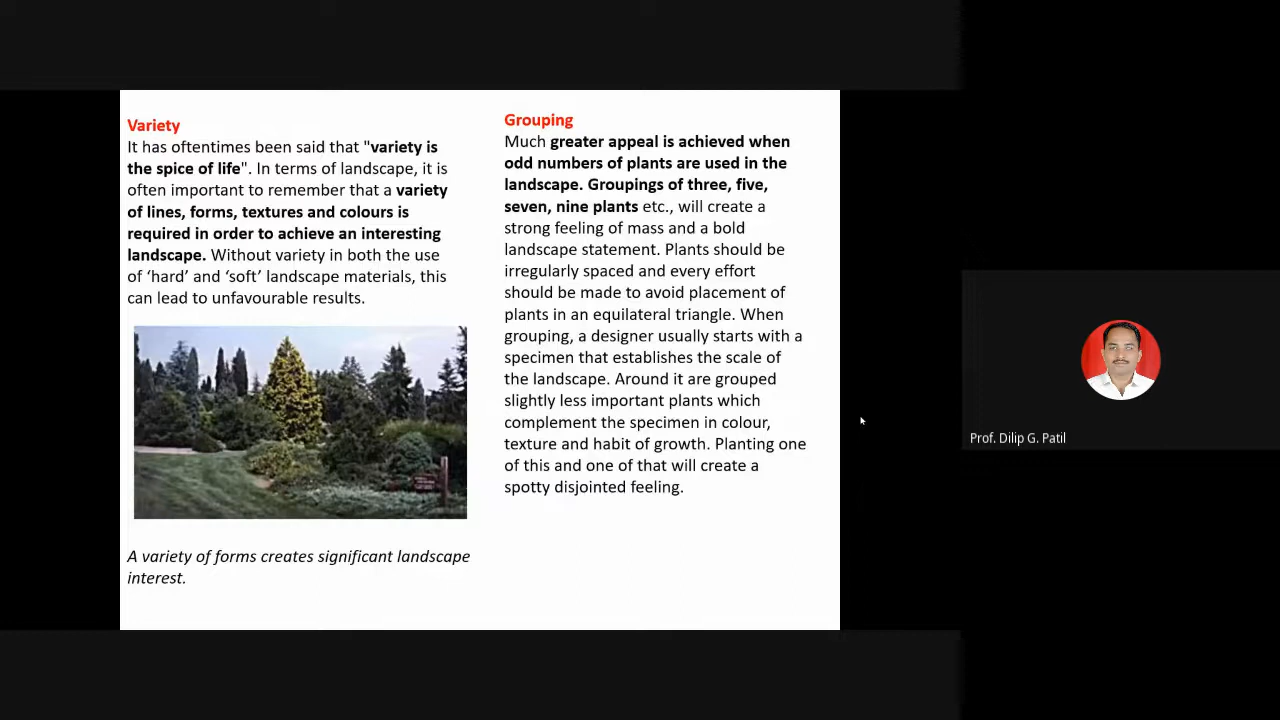 Variety
It has oftentimes been said that "variety is
the spice of life". In terms of landscape, it is
often important to remember that a variety
of lines, forms, textures and colours is
required in order to achieve an interesting
landscape. Without variety in both the use
of ‘hard’ and ‘soft’ landscape materials, this
can lead to unfavourable results.
A variety of forms creates significant landscape
interest.
Grouping
Much greater appeal is achieved when
odd numbers of plants are used in the
landscape. Groupings of three, five,
seven, nine plants etc., will create a
strong feeling of mass and a bold
landscape statement. Plants should be
irregularly spaced and every effort
should be made to avoid placement of
plants in an equilateral triangle. When
grouping, a designer usually starts with a
specimen that establishes the scale of
the landscape. Around it are grouped
slightly less important plants which
complement the specimen in colour,
texture and habit of growth. Planting one
of this and one of that will create a
spotty disjointed feeling.
Prof. Dilip G. Patil